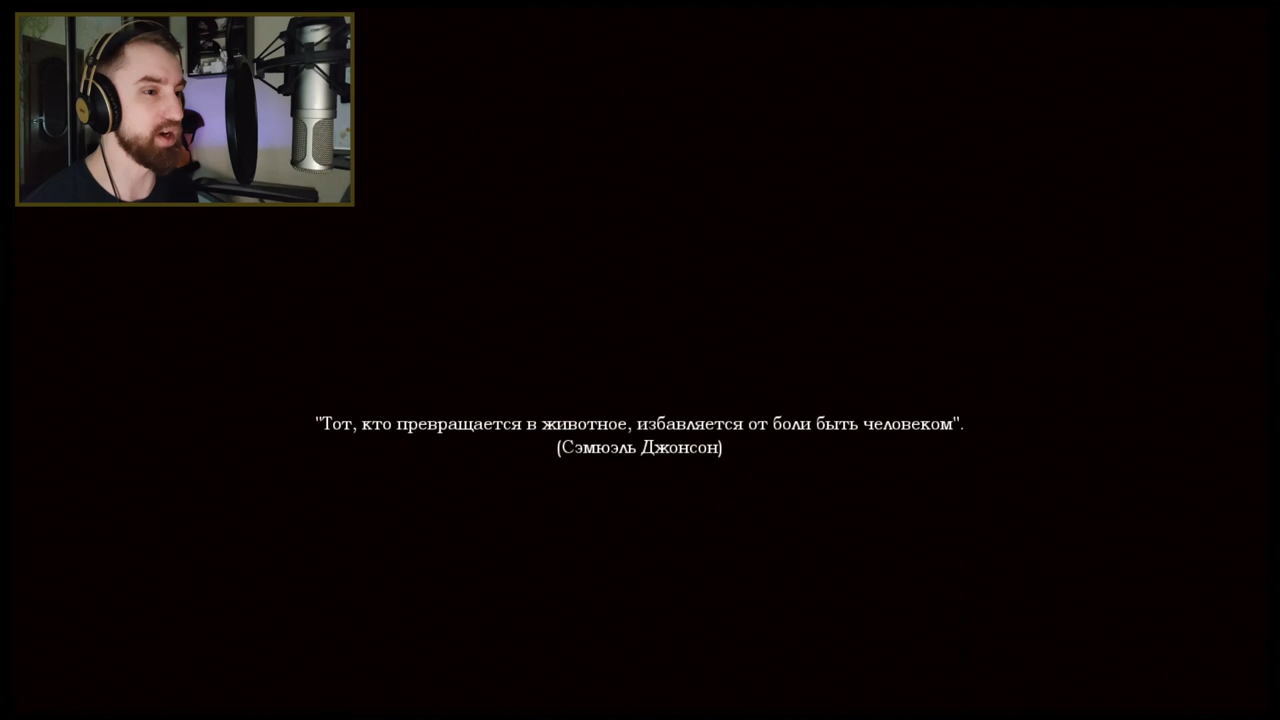 "Тот, кто превращается в животное, избавляется от боли быть человеком".
(Сэмюэль Джонсон)